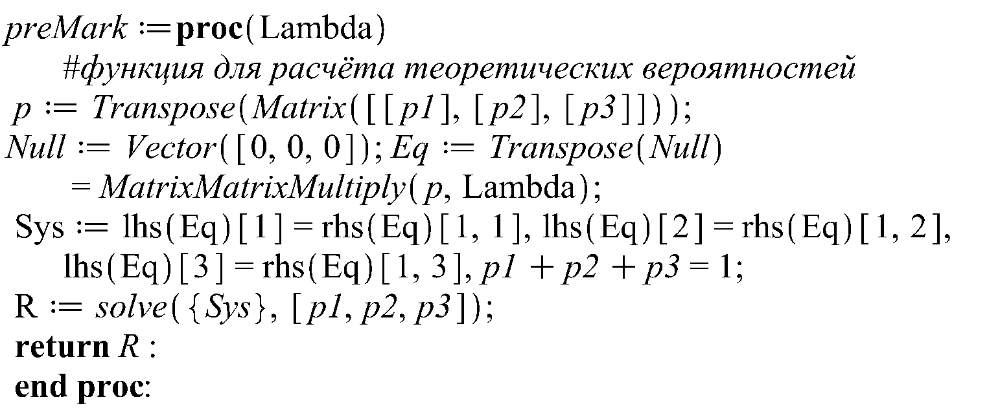 preMark := proc(Lambda)
#функция для расчёта теоретических вероятностей
p := Transpose(Matrix([[p1], [p2], [p3]]));
Null := Vector([0, 0, 0]); Eq := Transpose(Null)
= MatrixMatrixMultiply(p, Lambda);
Sys := lhs(Eq)[1] = rhs(Eq)[1, 1], lhs(Eq)[2] = rhs(Eq)[1, 2],
lhs(Eq)[3] = rhs(Eq)[1, 3], p1 + p2 + p3 = 1;
R := solve({Sys}, [p1, p2, p3]);
return R :
end proc: